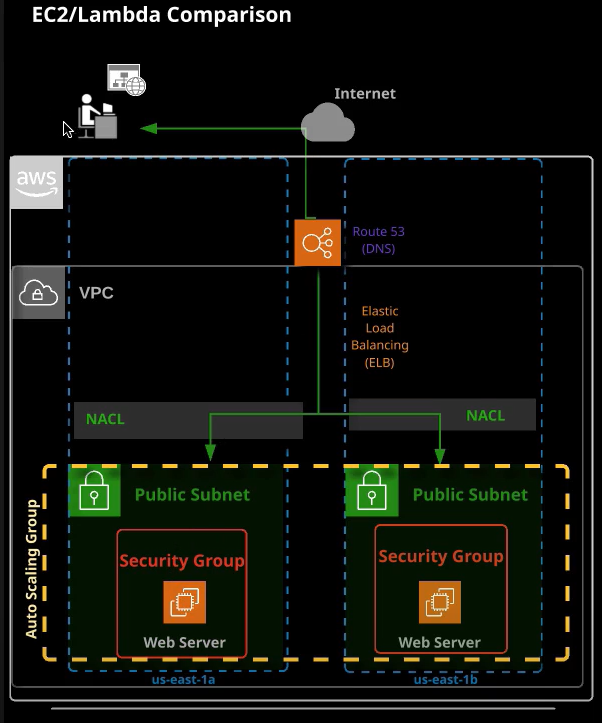 EC2/Lambda Comparison
Internet
aws
Route 53
(DNS)
VPC
Elastic
Load
Balancing
(ELB)
NACL
NACL
Auto Scaling Group
Public Subnet
Public Subnet
Security Group
Security Group
Web Server
Web Server
us-east-1a
us-east-1b